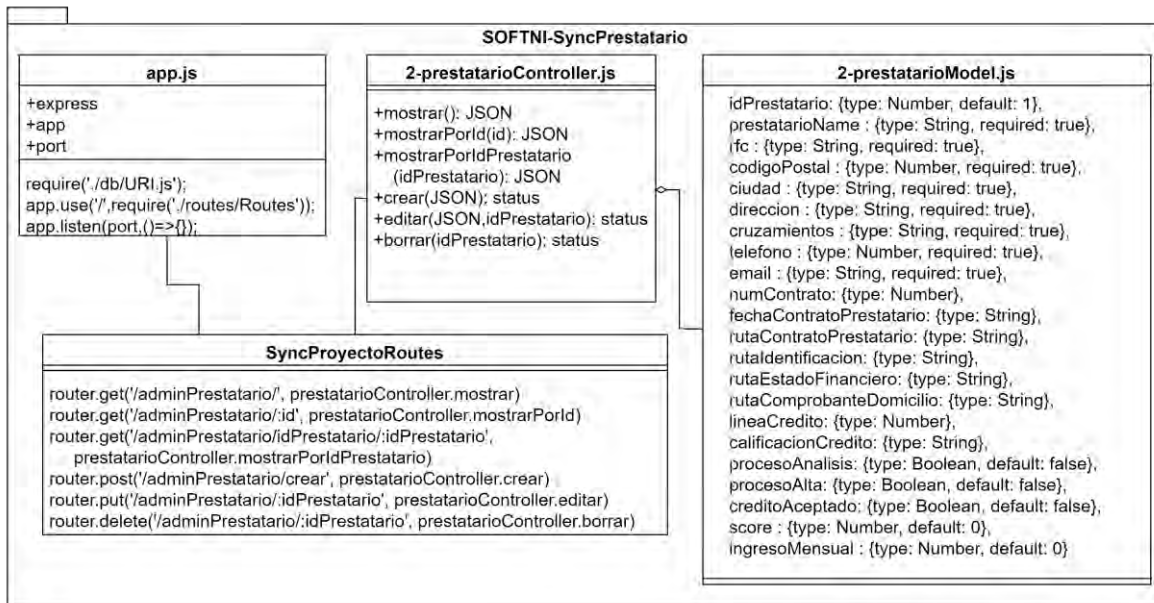 SOFTNI-SyncPrestatario
app.js
+express
+app
+port
require('./db/URI.js');
app.use('/',require('./routes/Routes'));
app.listen(port,()=>{});
2-prestatarioController.js
+mostrar(): JSON
+mostrarPorId(id): JSON
+mostrarPorIdPrestatario
(idPrestatario): JSON
+crear(JSON): status
+editar(JSON,idPrestatario): status
+borrar(idPrestatario): status
2-prestatarioModel.js
idPrestatario: {type: Number, default: 1},
prestatarioName : {type: String, required: true},
rfc : {type: String, required: true},
codigoPostal : {type: Number, required: true},
ciudad : {type: String, required: true},
direccion : {type: String, required: true},
cruzamientos : {type: String, required: true},
telefono : {type: Number, required: true},
email : {type: String, required: true},
numContrato: {type: Number},
fechaContratoPrestatario: {type: String},
rutaContratoPrestatario: {type: String},
rutaIdentificacion: {type: String},
rutaEstadoFinanciero: {type: String},
rutaComprobanteDomicilio: {type: String},
lineaCredito: {type: Number},
calificacionCredito: {type: String},
procesoAnalisis: {type: Boolean, default: false},
procesoAlta: {type: Boolean, default: false},
creditoAceptado: {type: Boolean, default: false},
score : {type: Number, default: 0},
ingresoMensual : {type: Number, default: 0}
SyncProyectoRoutes
router.get('/adminPrestatario/', prestatarioController.mostrar)
router.get('/adminPrestatario/:id', prestatarioController.mostrarPorId)
router.get('/adminPrestatario/idPrestatario/:idPrestatario',
prestatarioController.mostrarPorIdPrestatario)
router.post('/adminPrestatario/crear', prestatarioController.crear)
router.put('/adminPrestatario/:idPrestatario', prestatarioController.editar)
router.delete('/adminPrestatario/:idPrestatario', prestatarioController.borrar)